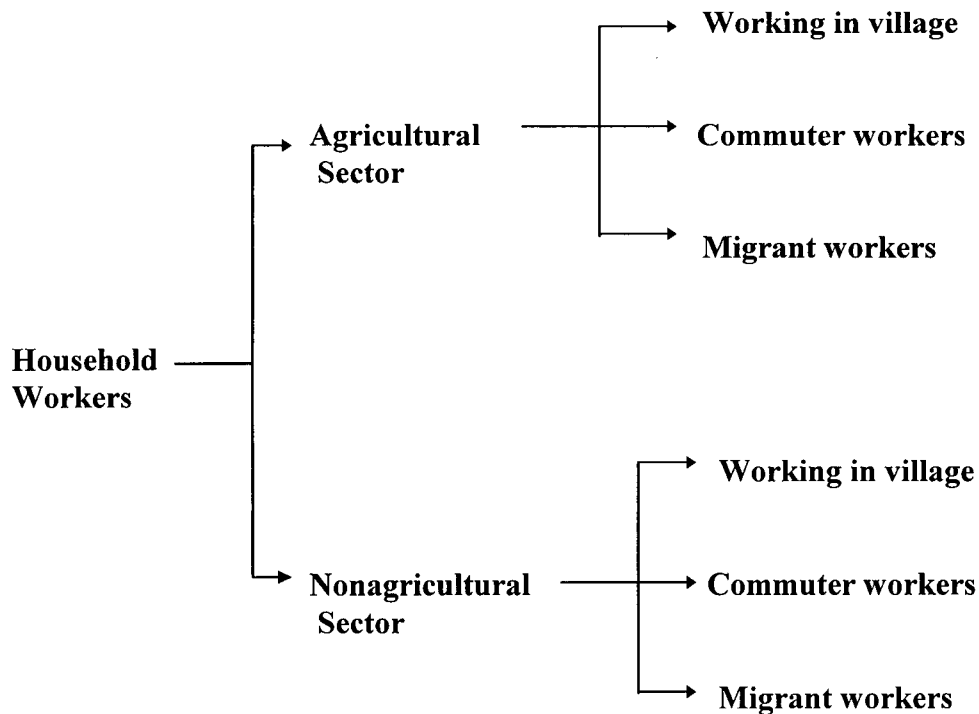 Working in village
Agricultural
Sector
Commuter workers
Migrant workers
Household
Workers
Working in village
Nonagricultural
Sector
Commuter workers
Migrant workers